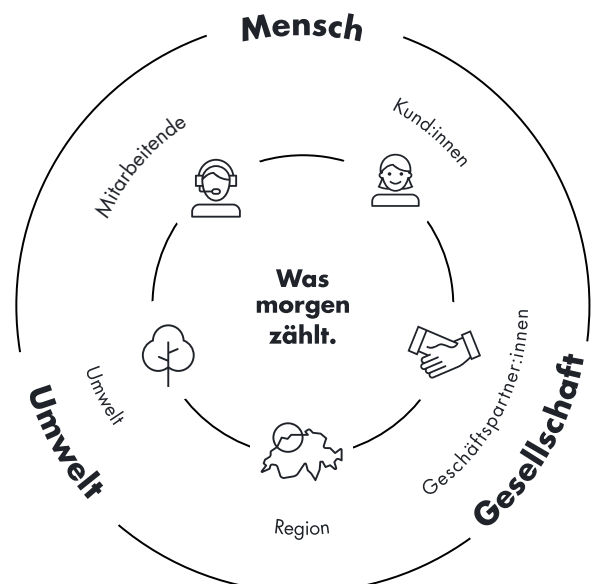 Mensch
Mitarbeitende
Kund:innen
Was
morgen
zählt.
Umwelt
Umwelt
Geschäftspartner:innen
Gesellschaft
Region